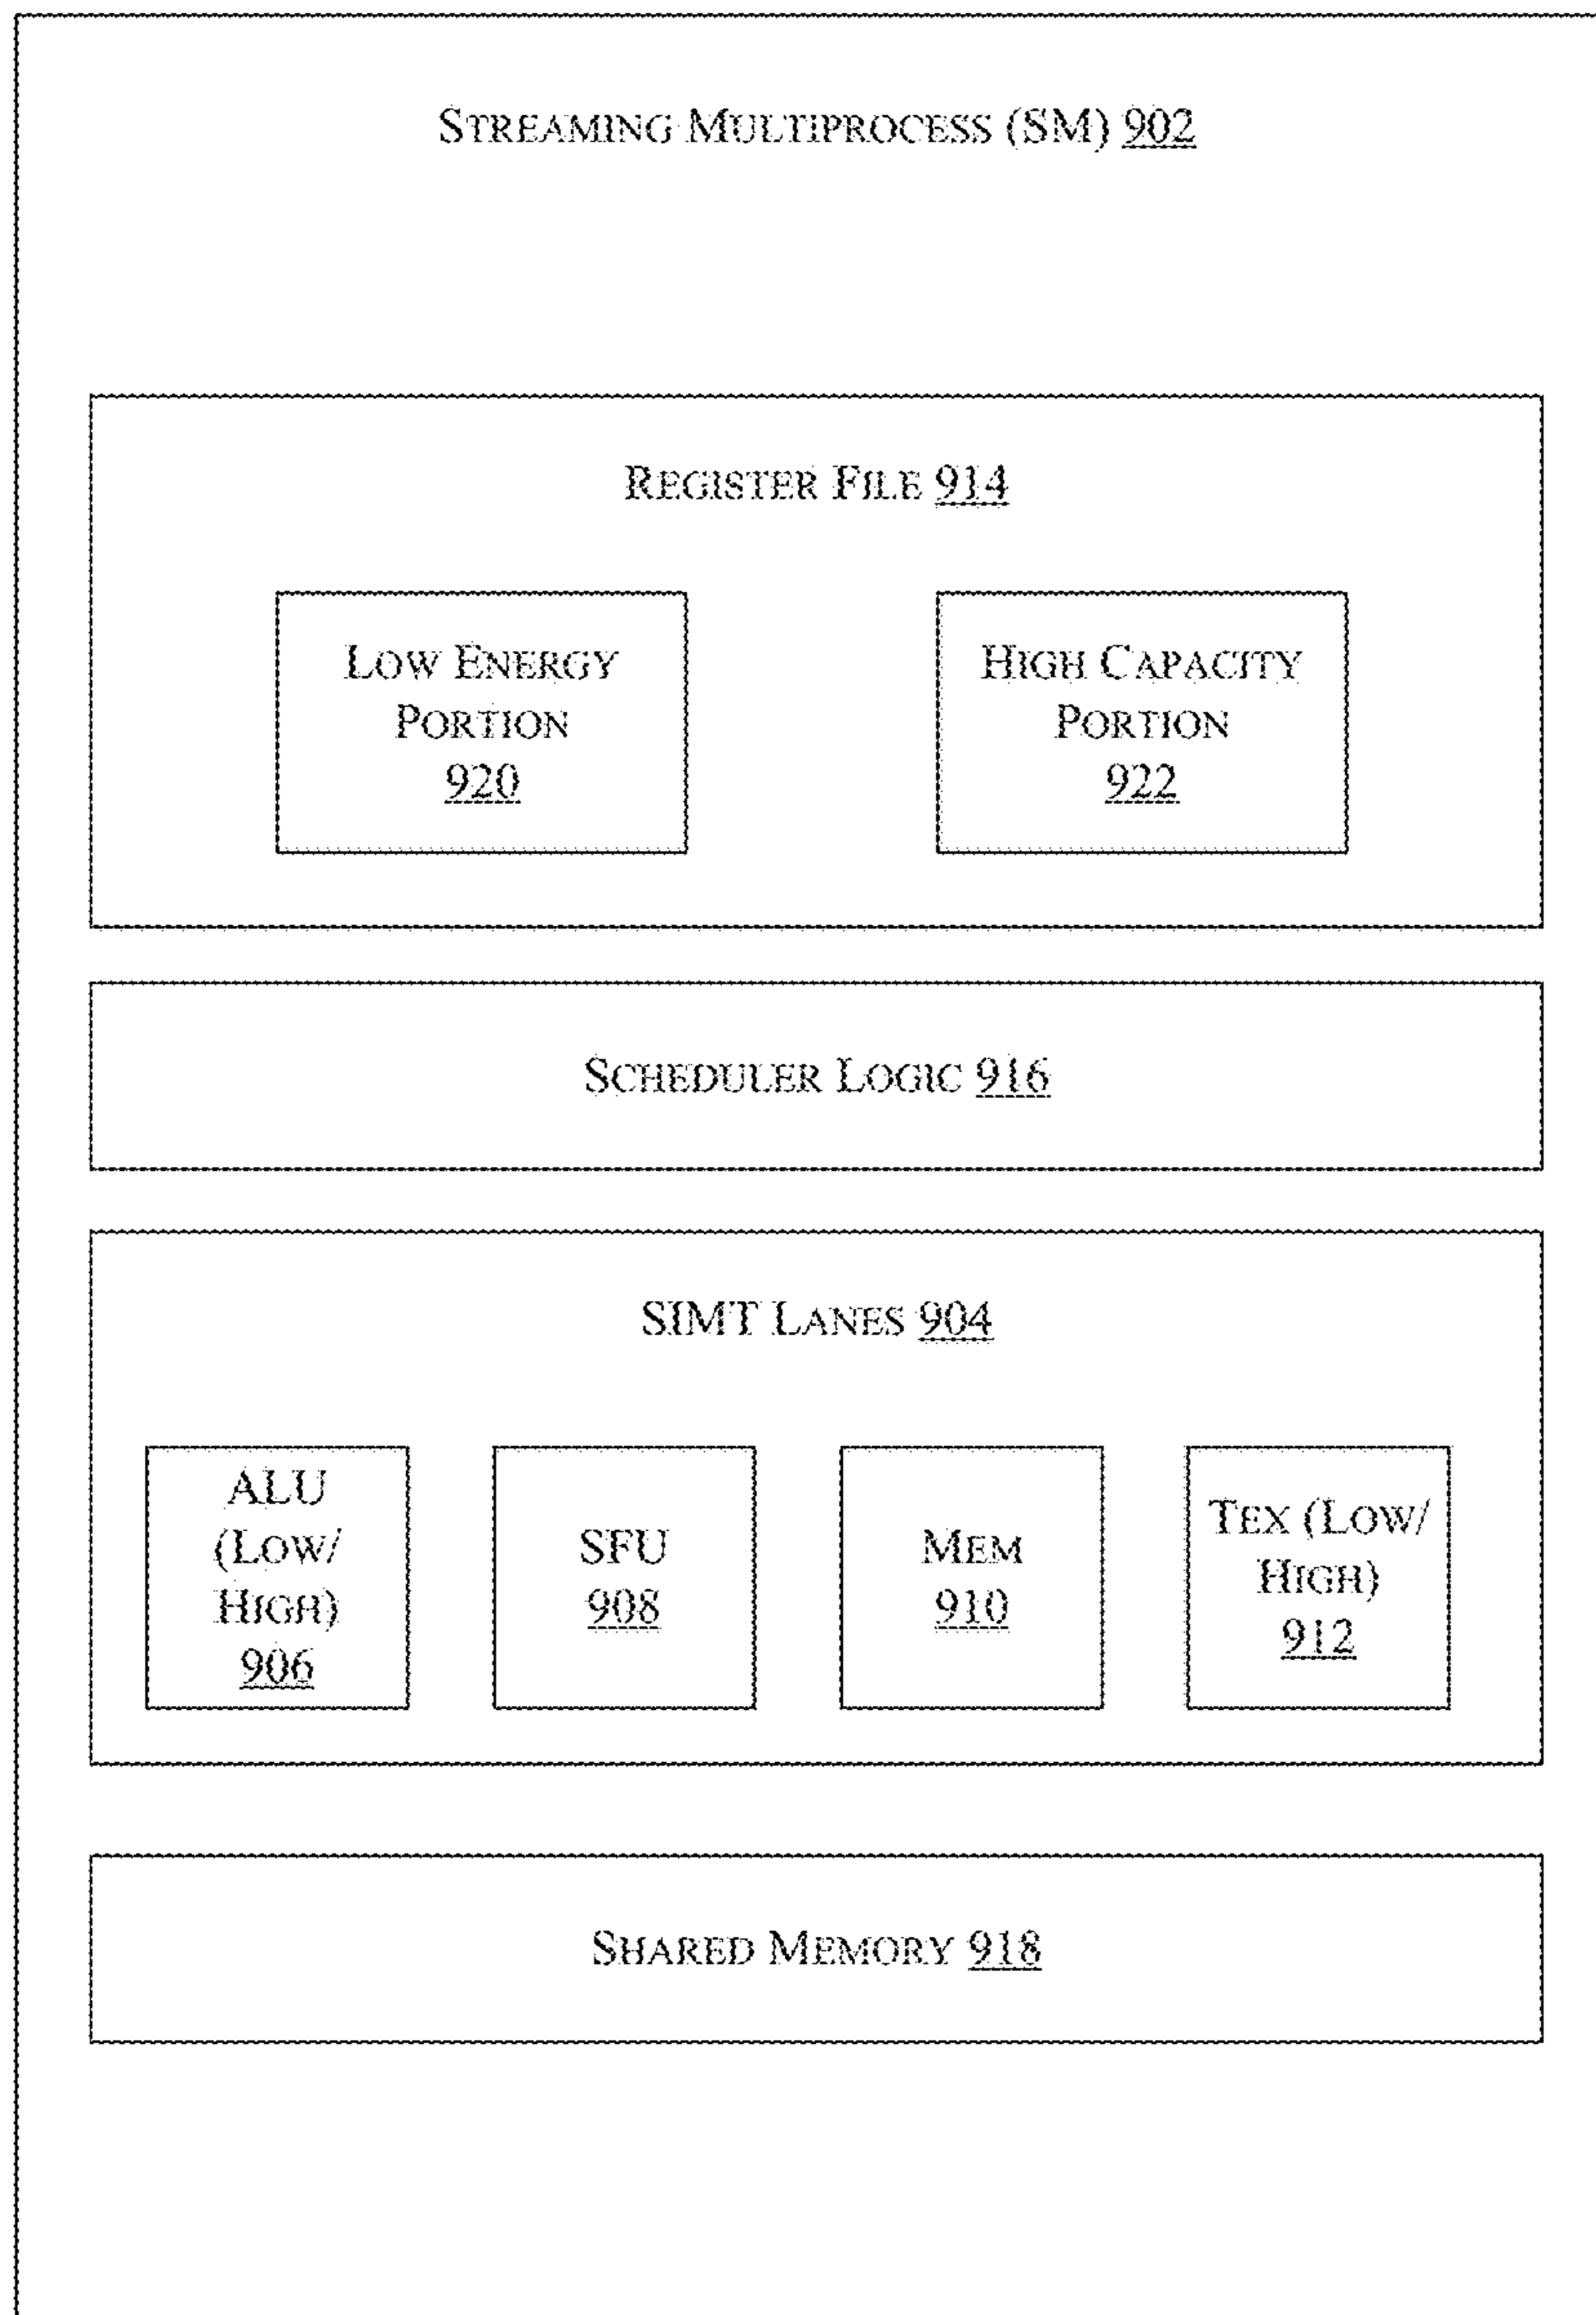 STREAMING MULTIPROCESS (SM) 902
REGISTER FILE 914
LOW ENERGY
PORTION
920
HIGH CAPACITY
PORTION
922
SCHEDULER LOGIC 916
SIMT LANES 904
ALU
(LOW/
HIGH)
906
SFU
908
MEM
910
TEX (LOW/
HIGH)
912
SHARED MEMORY 918